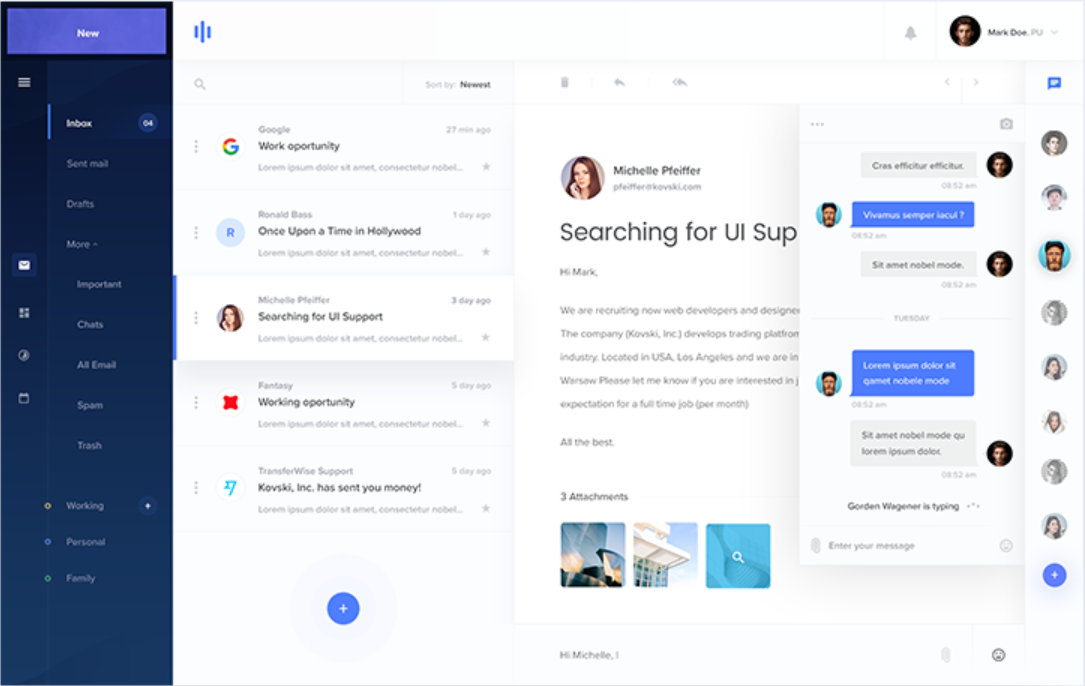 New
Mark Doe, PU
Sort by: Newest
Inbox 04
Sent mail
Drafts
More
Important
Chats
All Email
Spam
Trash
Working
Personal
Family
Google 27 min ago
Work oportunity
Lorem ipsum dolor sit amet, consectetur nobel...
R
Ronald Bass 1 day ago
Once Upon a Time in Hollywood
Lorem ipsum dolor sit amet, consectetur nobel...
Michelle Pfeiffer 3 day ago
Searching for UI Support
Lorem ipsum dolor sit amet, consectetur nobel...
Fantasy 5 day ago
Working oportunity
Lorem ipsum dolor sit amet, consectetur nobel...
TransferWise Support 5 day ago
Kovski, Inc. has sent you money!
Lorem ipsum dolor sit amet, consectetur nobel...
Michelle Pfeiffer
pfeiffer@kovski.com
Searching for UI Sup
Hi Mark,
We are recruiting now web developers and designe
The company (Kovski, Inc.) develops trading platfrom
industry. Located in USA, Los Angeles and we are in
Warsaw Please let me know if you are interested in j
expectation for a full time job (per month)
All the best.
3 Attachments
Hi Michelle, |
Cras efficitur efficitur.
08:52 am
Vivamus semper iacul ?
08:52 am
Sit amet nobel mode.
08:52 am
TUESDAY
Lorem ipsum dolor sit
qamet nobele mode
08:52 am
Sit amet nobel mode qu
lorem ipsum dolor.
08:52 am
Gorden Wagener is typing
Enter your message